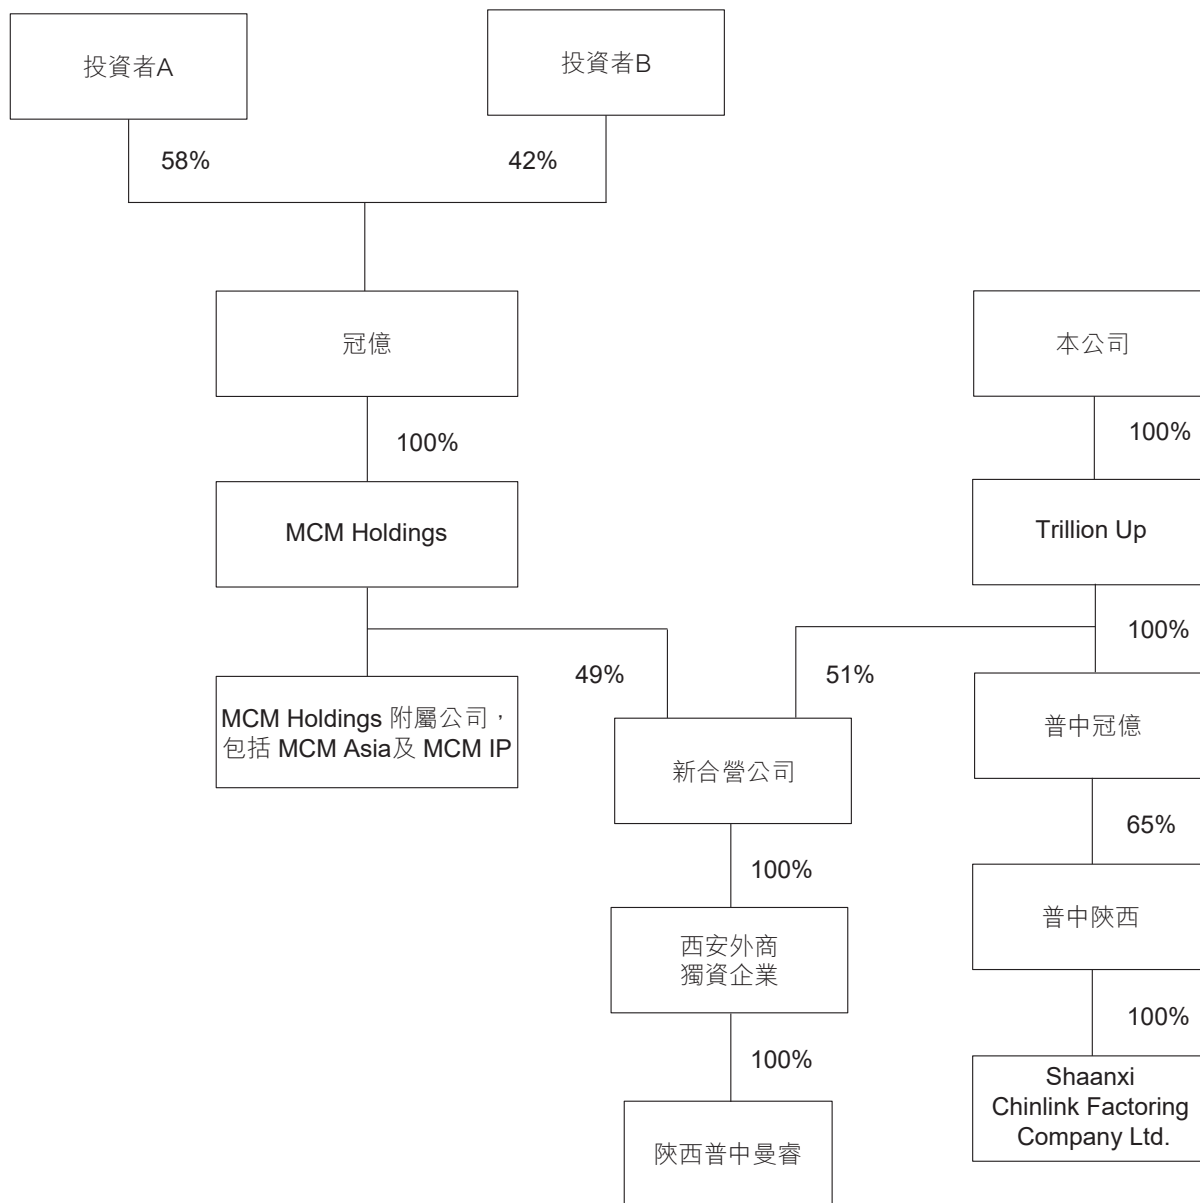 投資者A
投資者B
58%
42%
冠億
本公司
100%
100%
MCM Holdings
Trillion Up
100%
49%
51%
MCM Holdings 附屬公司，
包括 MCM Asia及 MCM IP
新合營公司
普中冠億
65%
100%
普中陝西
西安外商
獨資企業
100%
100%
Shaanxi
Chinlink Factoring
Company Ltd.
陝西普中曼睿